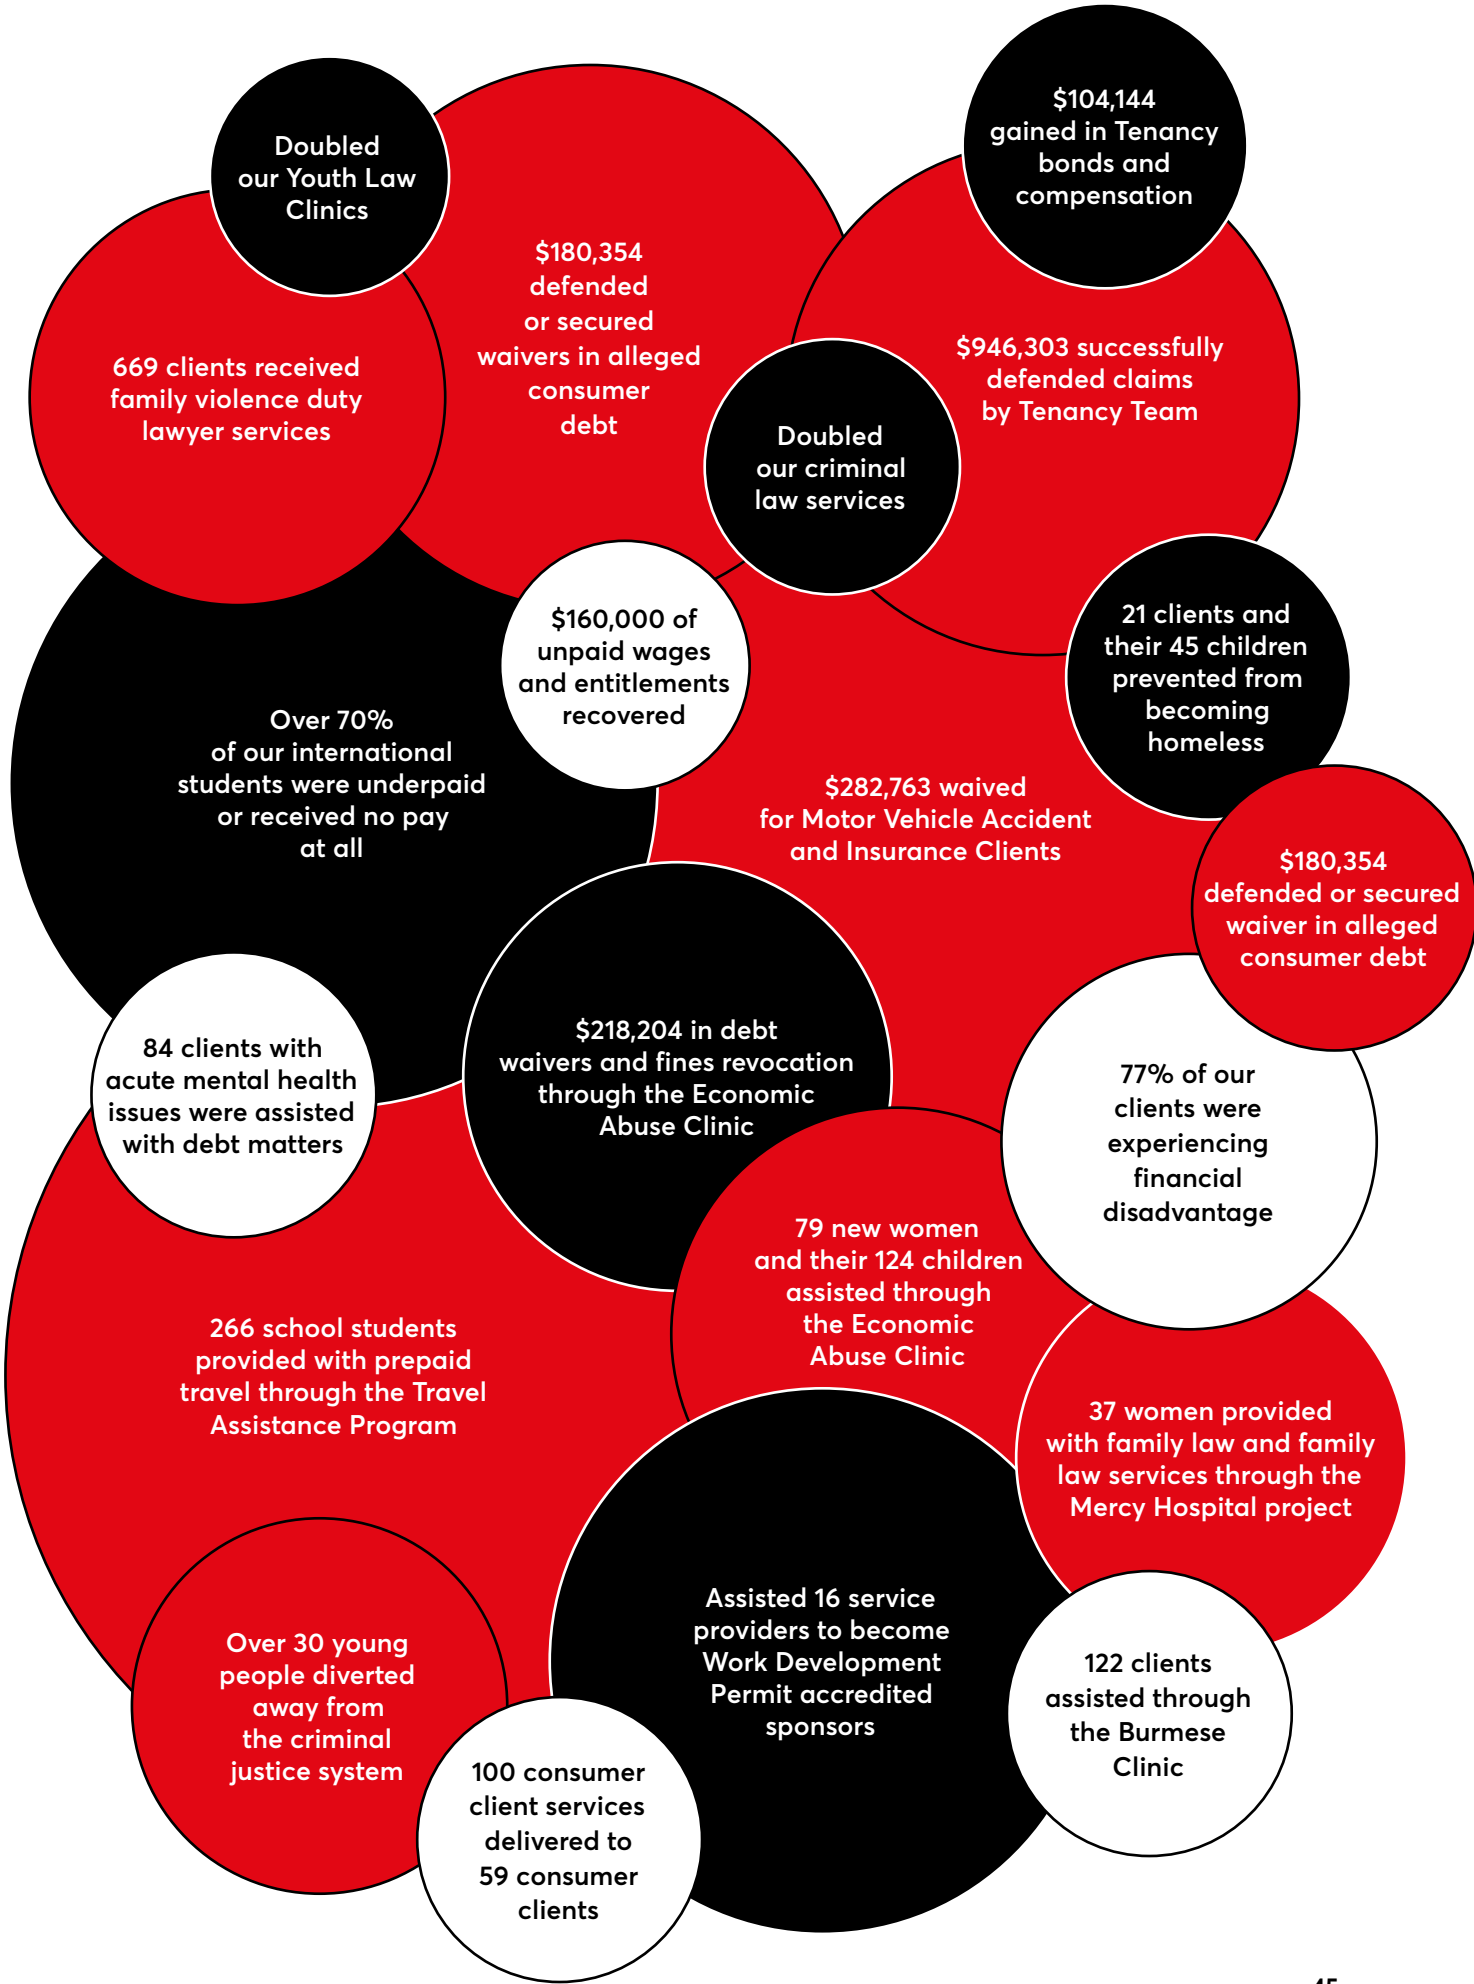 Doubled
our Youth Law
Clinics
$104,144
gained in Tenancy
bonds and
compensation
$180,354
defended
or secured
waivers in alleged
consumer
debt
669 clients received
family violence duty
lawyer services
$946,303 successfully
defended claims
by Tenancy Team
Doubled
our criminal
law services
$160,000 of
unpaid wages
and entitlements
recovered
21 clients and
their 45 children
prevented from
becoming
homeless
Over 70%
of our international
students were underpaid
or received no pay
at all
$282,763 waived
for Motor Vehicle Accident
and Insurance Clients
$180,354
defended or secured
waiver in alleged
consumer debt
84 clients with
acute mental health
issues were assisted
with debt matters
$218,204 in debt
waivers and fines revocation
through the Economic
Abuse Clinic
77% of our
clients were
experiencing
financial
disadvantage
79 new women
and their 124 children
assisted through
the Economic
Abuse Clinic
266 school students
provided with prepaid
travel through the Travel
Assistance Program
37 women provided
with family law and family
law services through the
Mercy Hospital project
Assisted 16 service
providers to become
Work Development
Permit accredited
sponsors
Over 30 young
people diverted
away from
the criminal
justice system
122 clients
assisted through
the Burmese
Clinic
100 consumer
client services
delivered to
59 consumer
clients